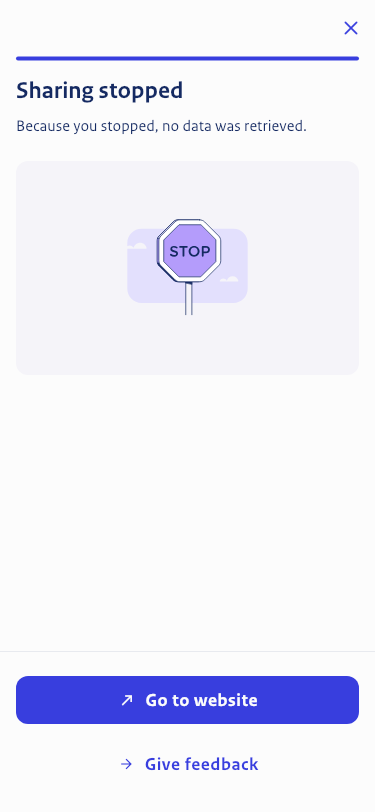 Sharing stopped
Because you stopped, no data was retrieved.
STOP
Go to website
Give feedback